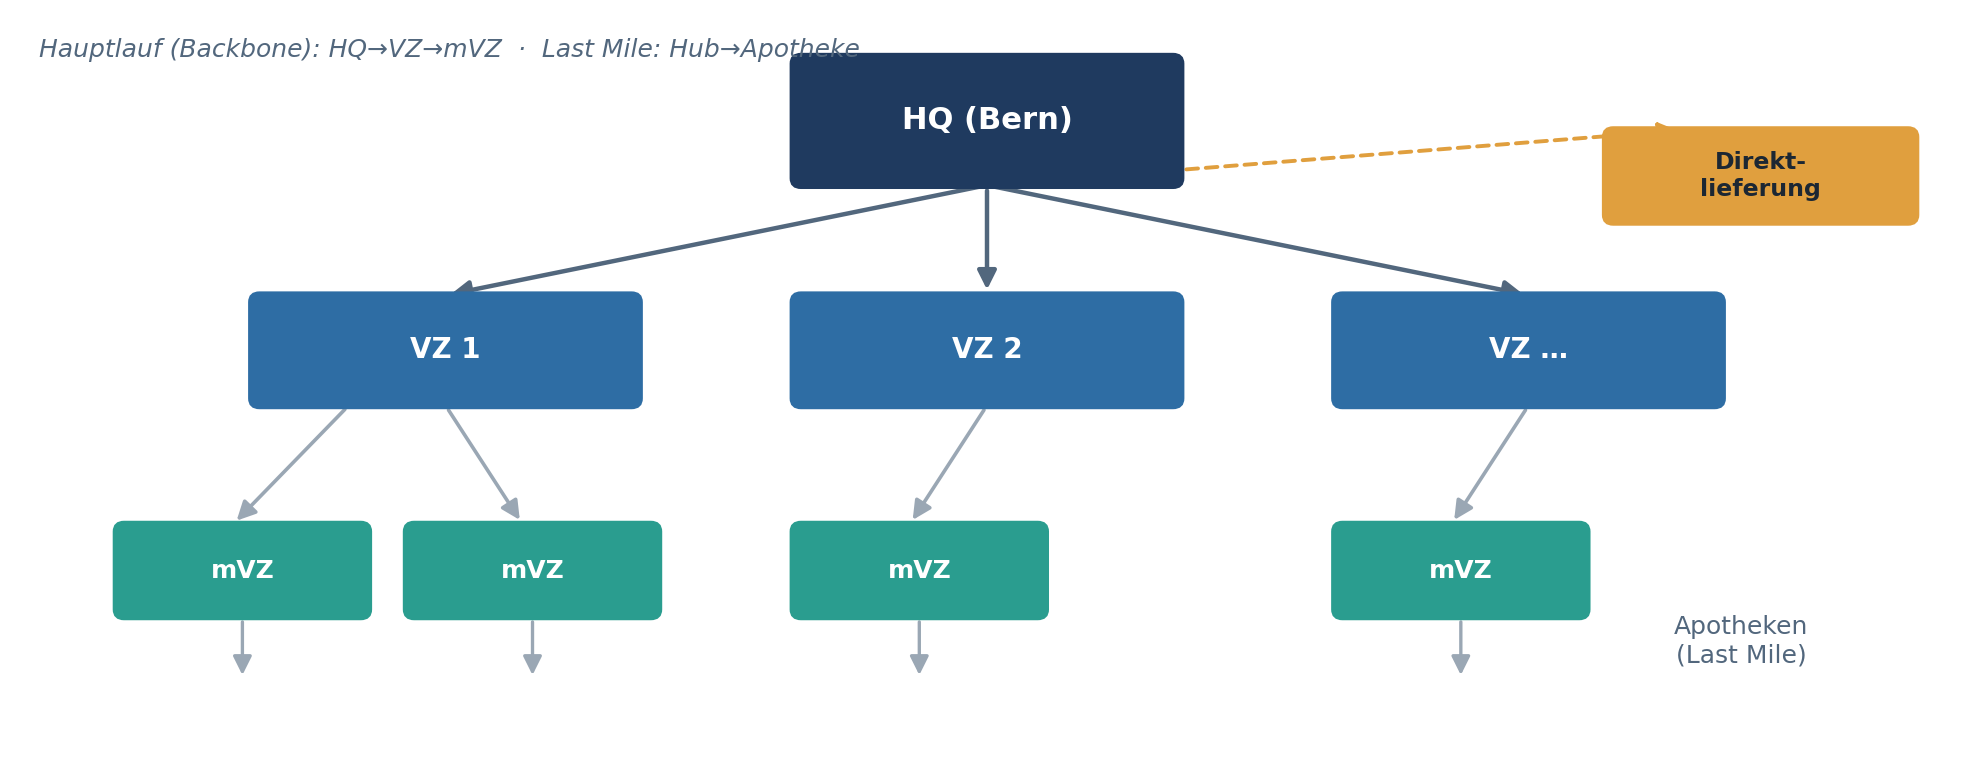 Hauptlauf (Backbone): HQ→VZ→mVZ · Last Mile: Hub→Apotheke
HQ (Bern)
Direkt-
lieferung
VZ 1
VZ 2
VZ …
mVZ
mVZ
mVZ
mVZ
Apotheken
(Last Mile)